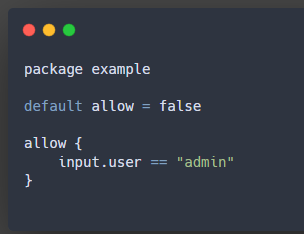 package example
default allow = false
allow {
    input.user == "admin"
}